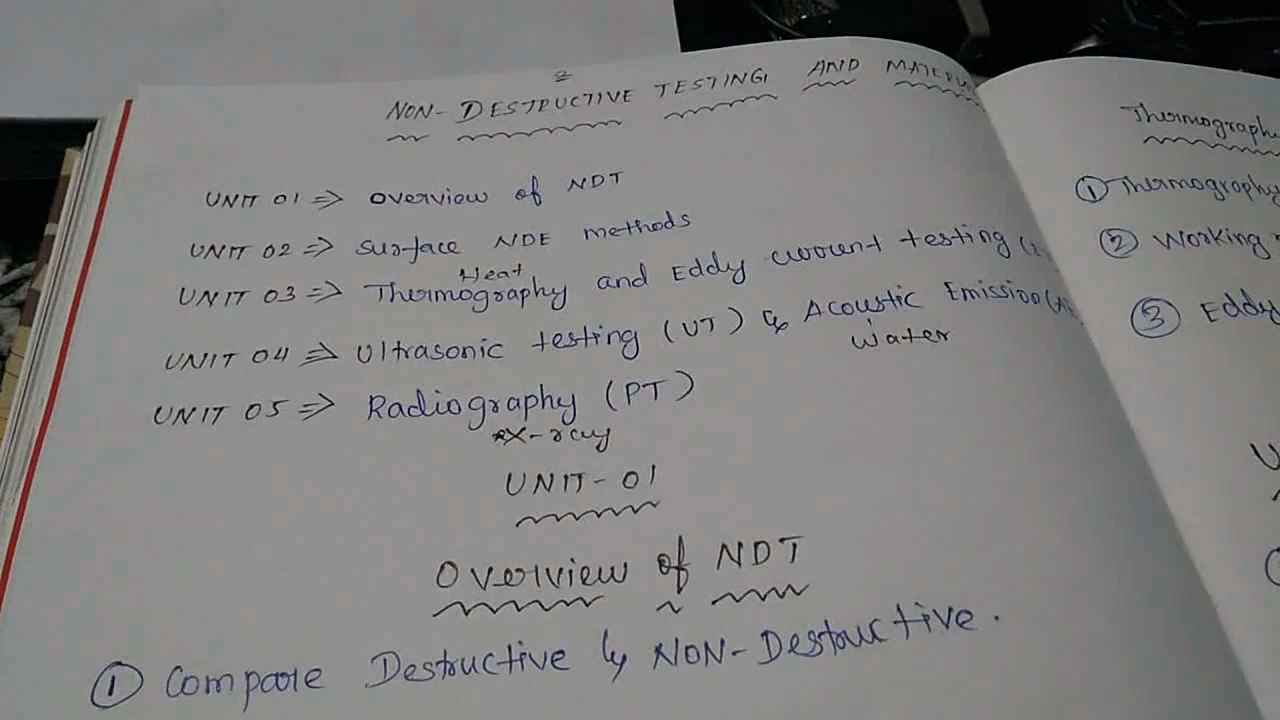 NON-DESTRUCTIVE TESTING AND
UNIT 01 => Overview of NDT
UNIT 02 => Surface NDE methods
Heat
UNIT 03 => Thermography and Eddy current testing
UNIT 04 => Ultrasonic testing (UT) & Acoustic Emission
Water
UNIT 05 => Radiography (PT)
X-ray
UNIT-01
Overview of NDT
① Compare Destructive & NON-Destructive.
① Thermography
② Working
③ Eddy